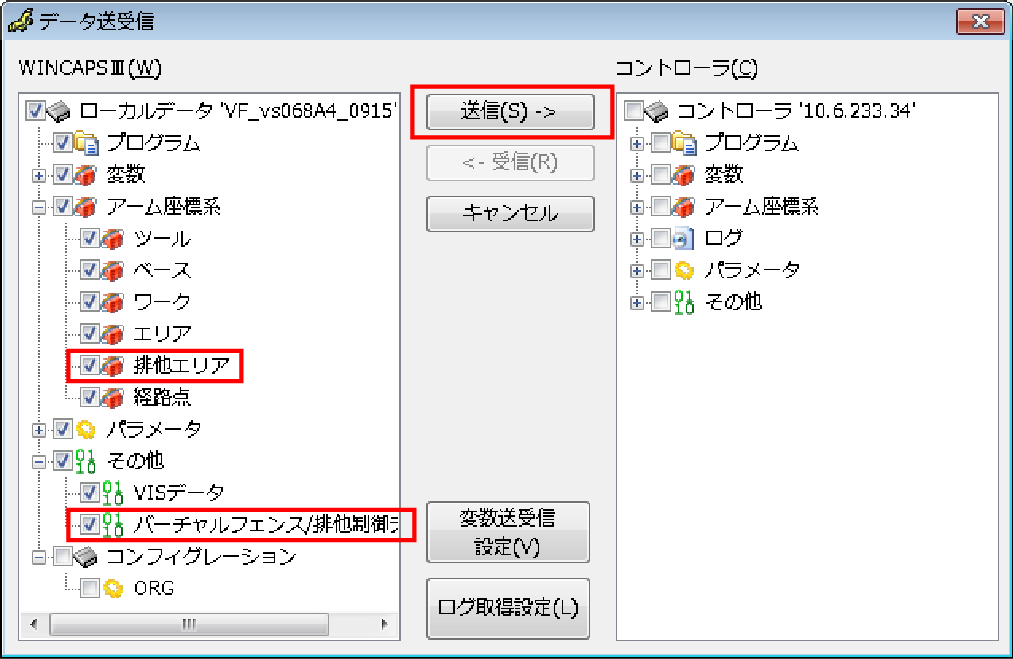 データ送受信
WINCAPSⅢ(W)
ローカルデータ 'VF_vs068A4_0915'
プログラム
変数
アーム座標系
ツール
ベース
ワーク
エリア
排他エリア
経路点
パラメータ
その他
VISデータ
バーチャルフェンス/排他制御デ
コンフィグレーション
ORG
送信(S) ->
<- 受信(R)
キャンセル
変数送受信
設定(V)
ログ取得設定(L)
コントローラ(C)
コントローラ '10.6.233.34'
プログラム
変数
アーム座標系
ログ
パラメータ
その他